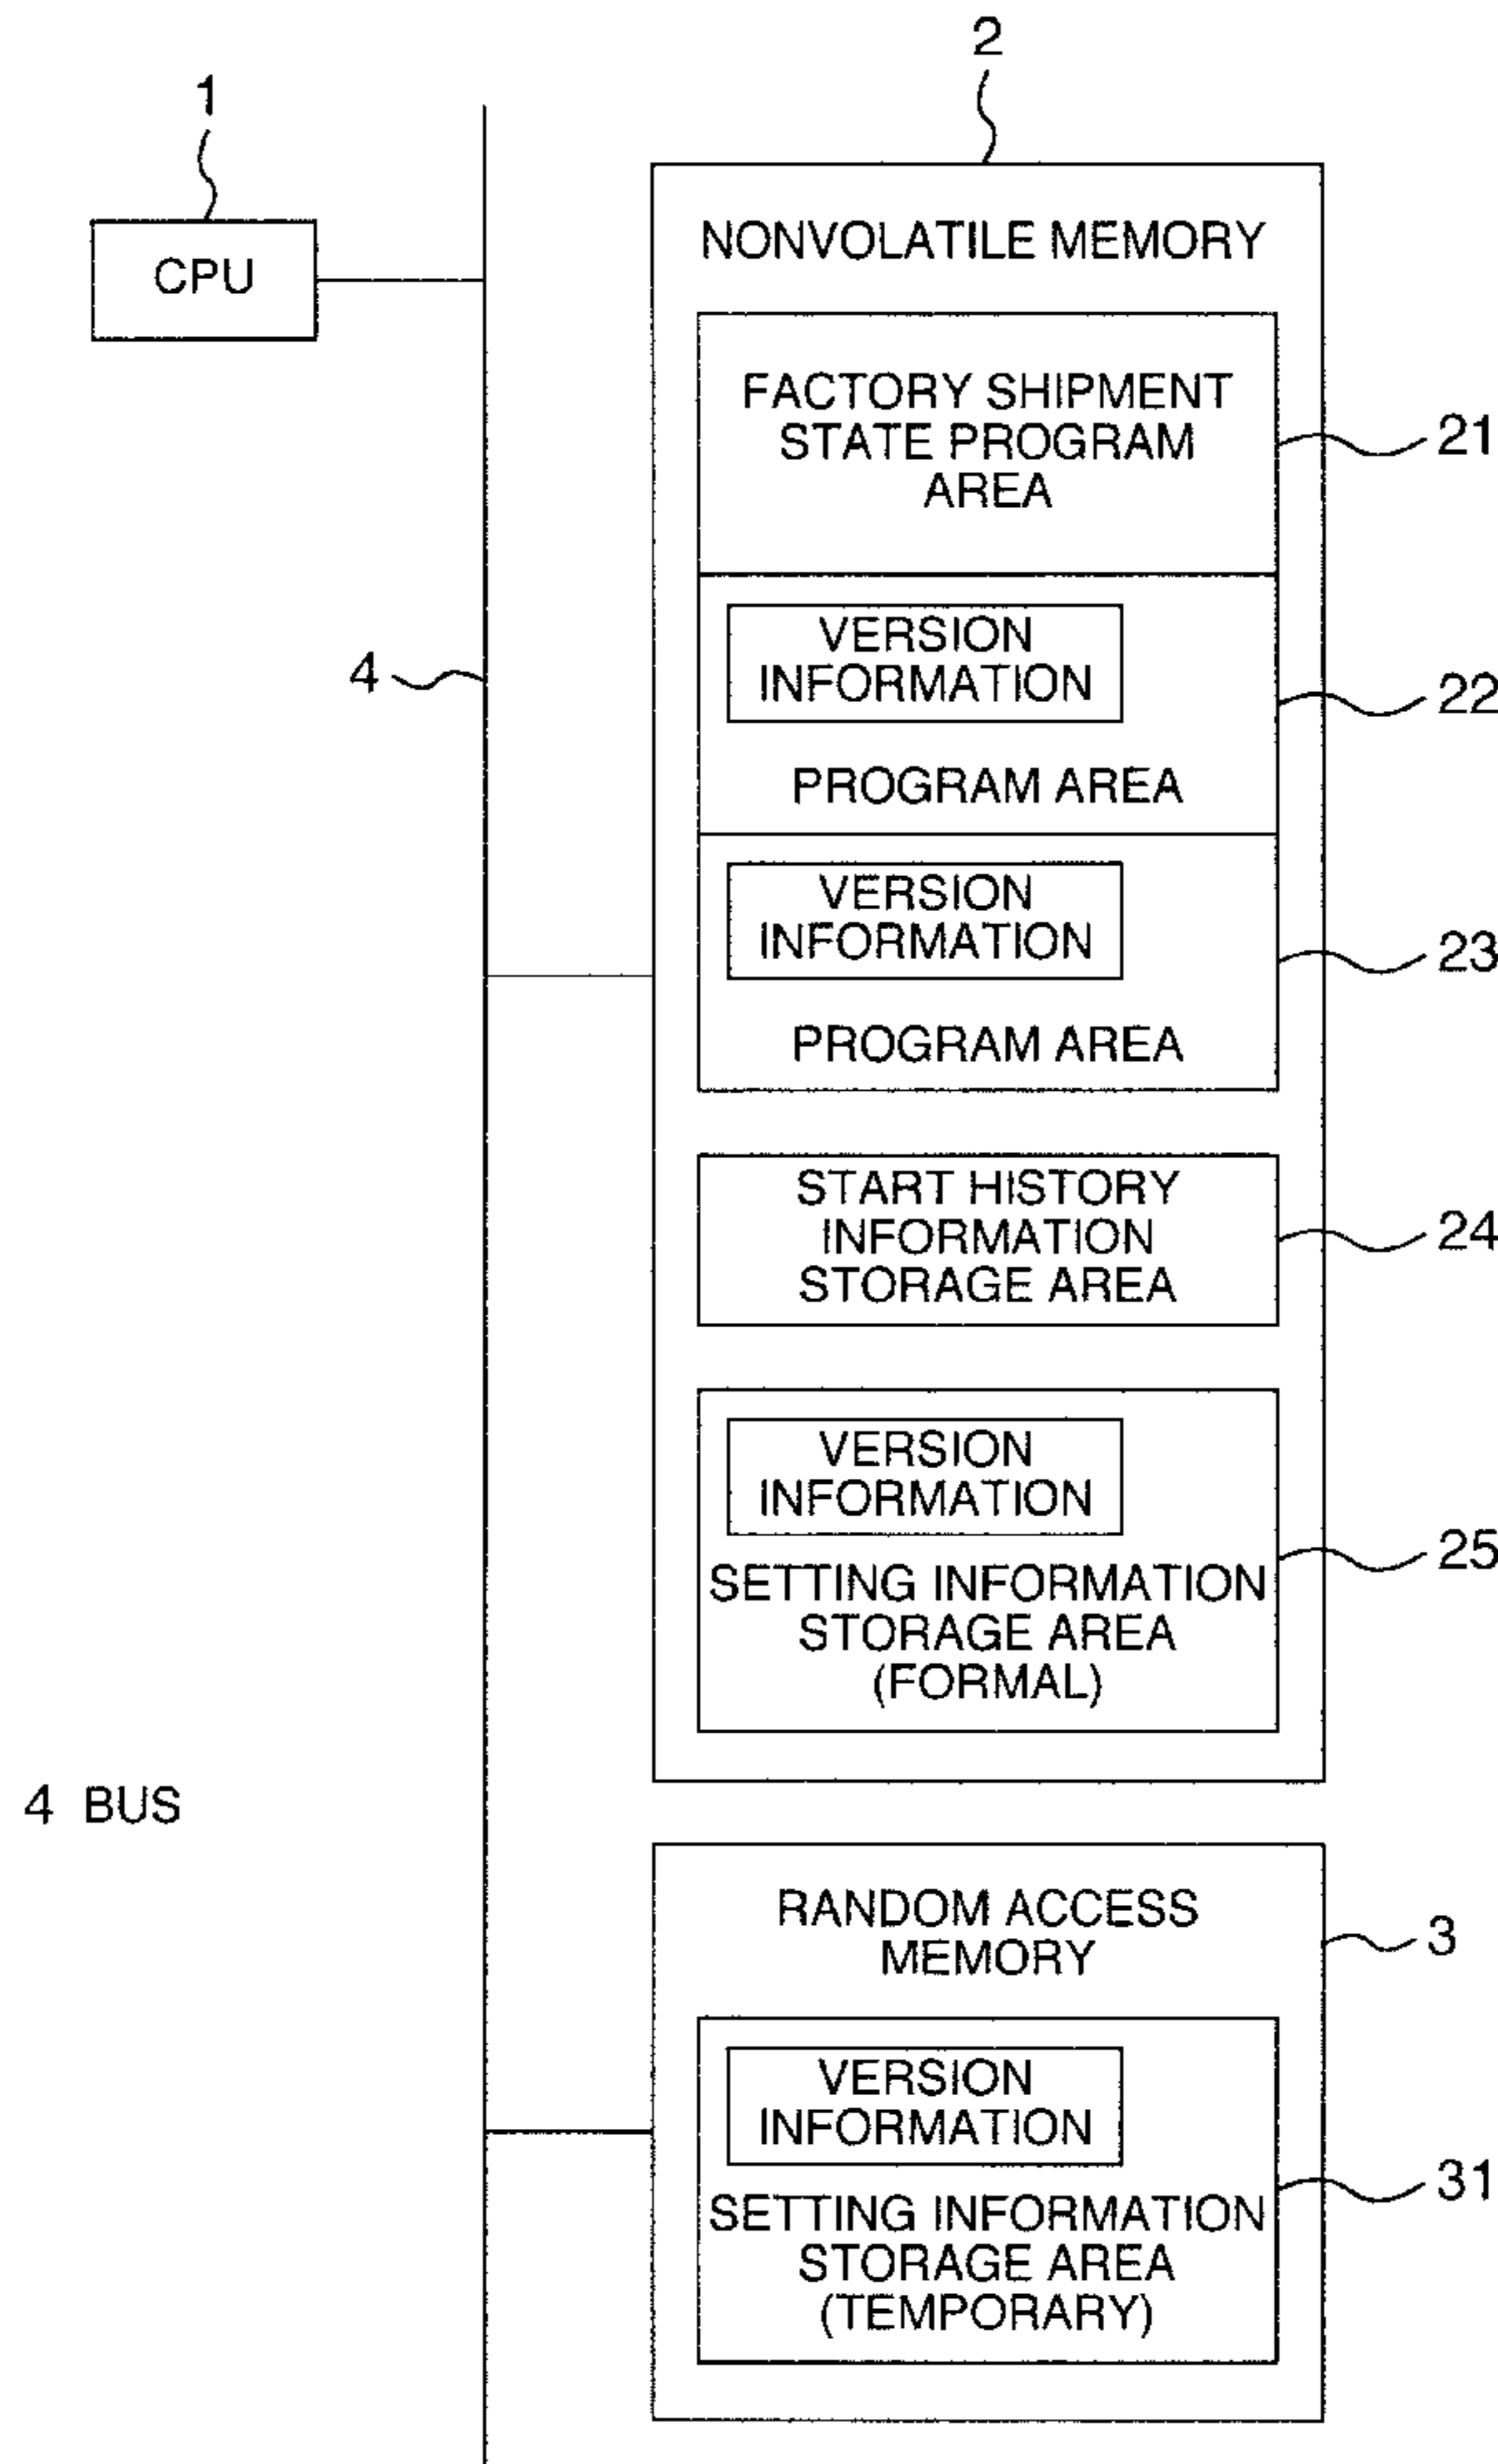 2
1
NONVOLATILE MEMORY
CPU
FACTORY SHIPMENT
STATE PROGRAM
AREA
21
VERSION
INFORMATION
4
22
PROGRAM AREA
VERSION
INFORMATION
23
PROGRAM AREA
START HISTORY
INFORMATION
STORAGE AREA
24
VERSION
INFORMATION
25
SETTING INFORMATION
STORAGE AREA
(FORMAL)
4 BUS
RANDOM ACCESS
MEMORY
3
VERSION
INFORMATION
31
SETTING INFORMATION
STORAGE AREA
(TEMPORARY)